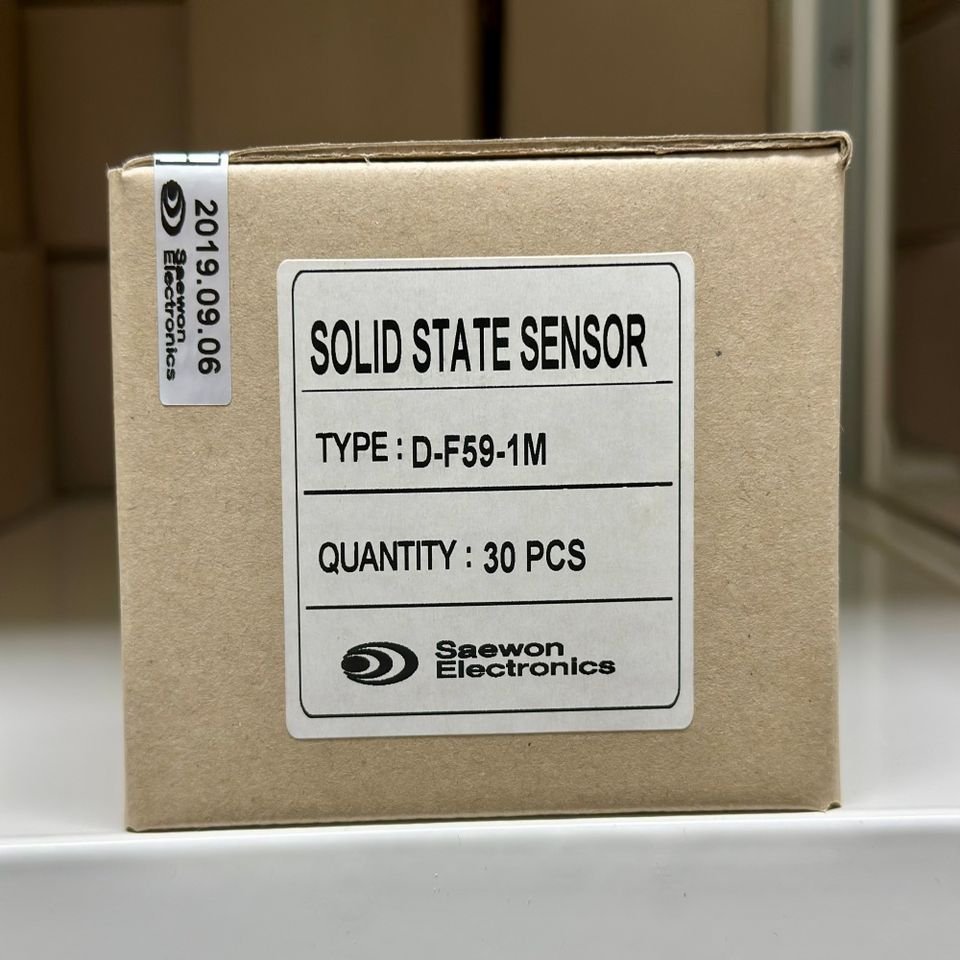 2019.09.06
Saewon
Electronics
SOLID STATE SENSOR
TYPE : D-F59-1M
QUANTITY : 30 PCS
Saewon
Electronics